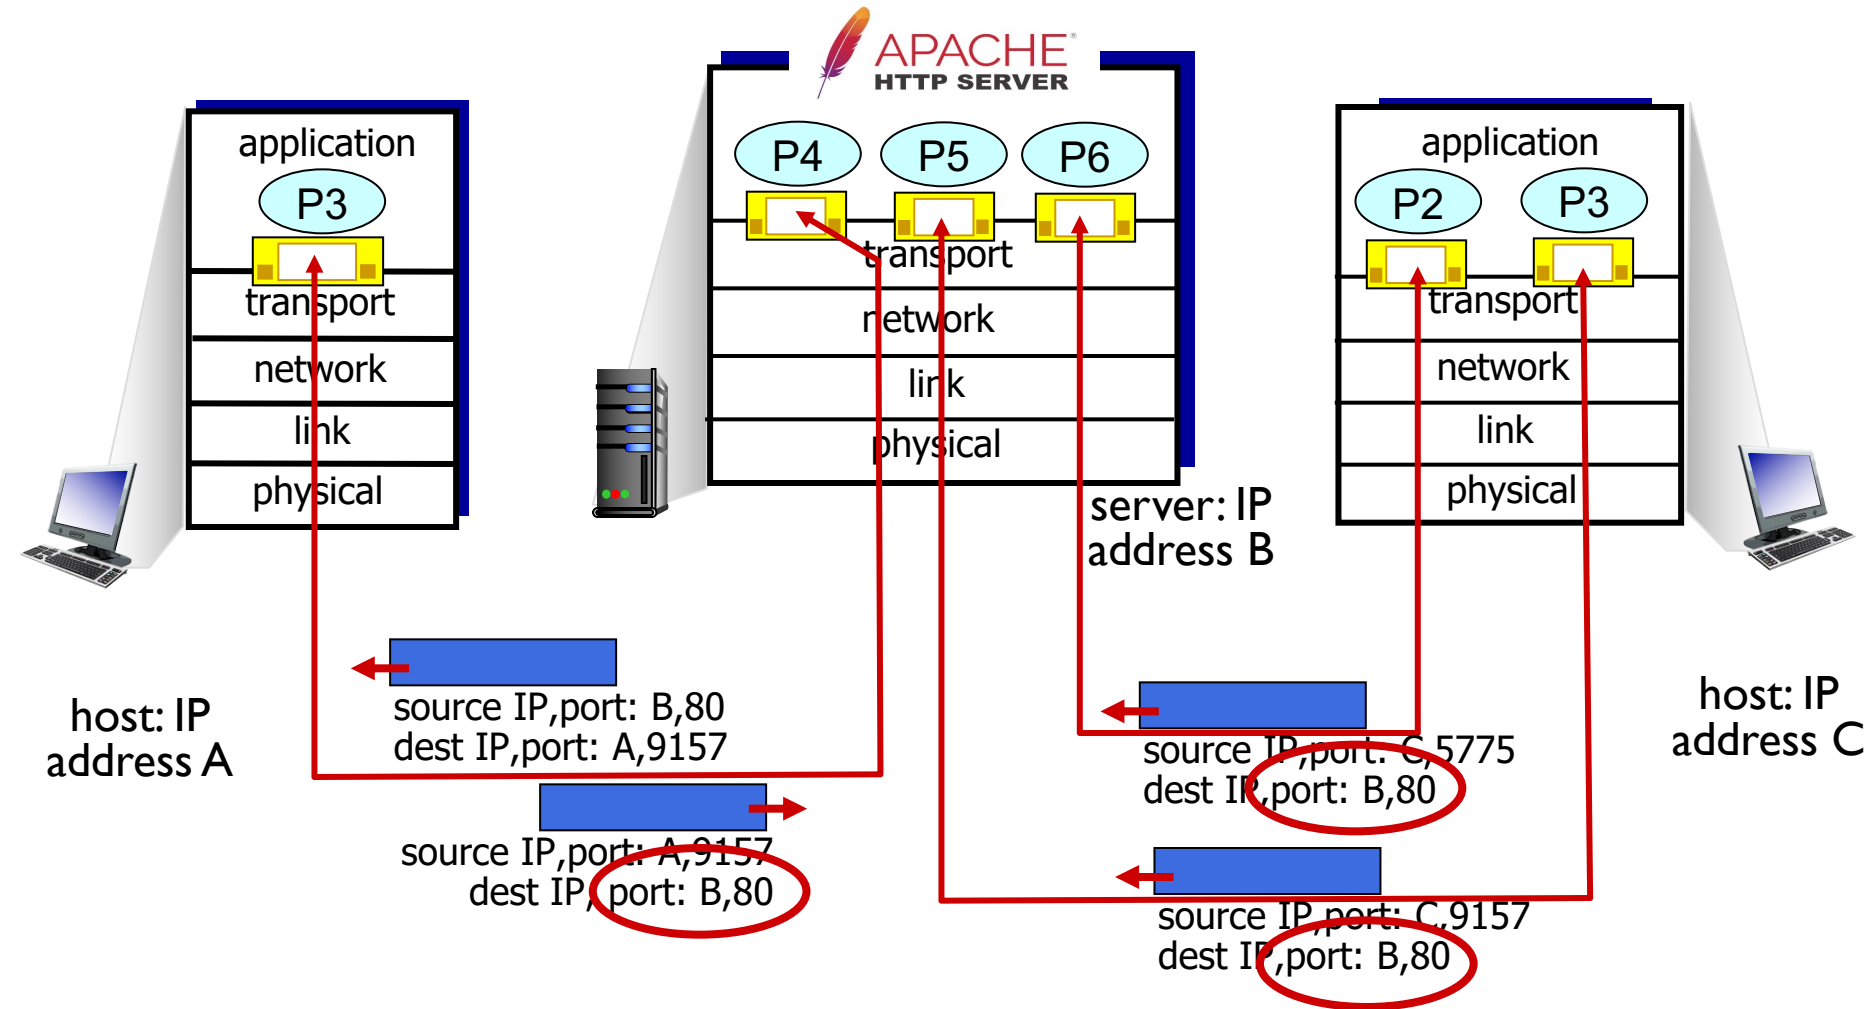 APACHE®
HTTP SERVER
application
P3
transport
network
link
physical
P4
P5
P6
transport
network
link
physical
application
P2
P3
transport
network
link
physical
server: IP
address B
host: IP
address A
source IP,port: B,80
dest IP,port: A,9157
source IP,port: A,9157
dest IP, port: B,80
source IP,port: C,5775
dest IP,port: B,80
source IP,port: C,9157
dest IP,port: B,80
host: IP
address C